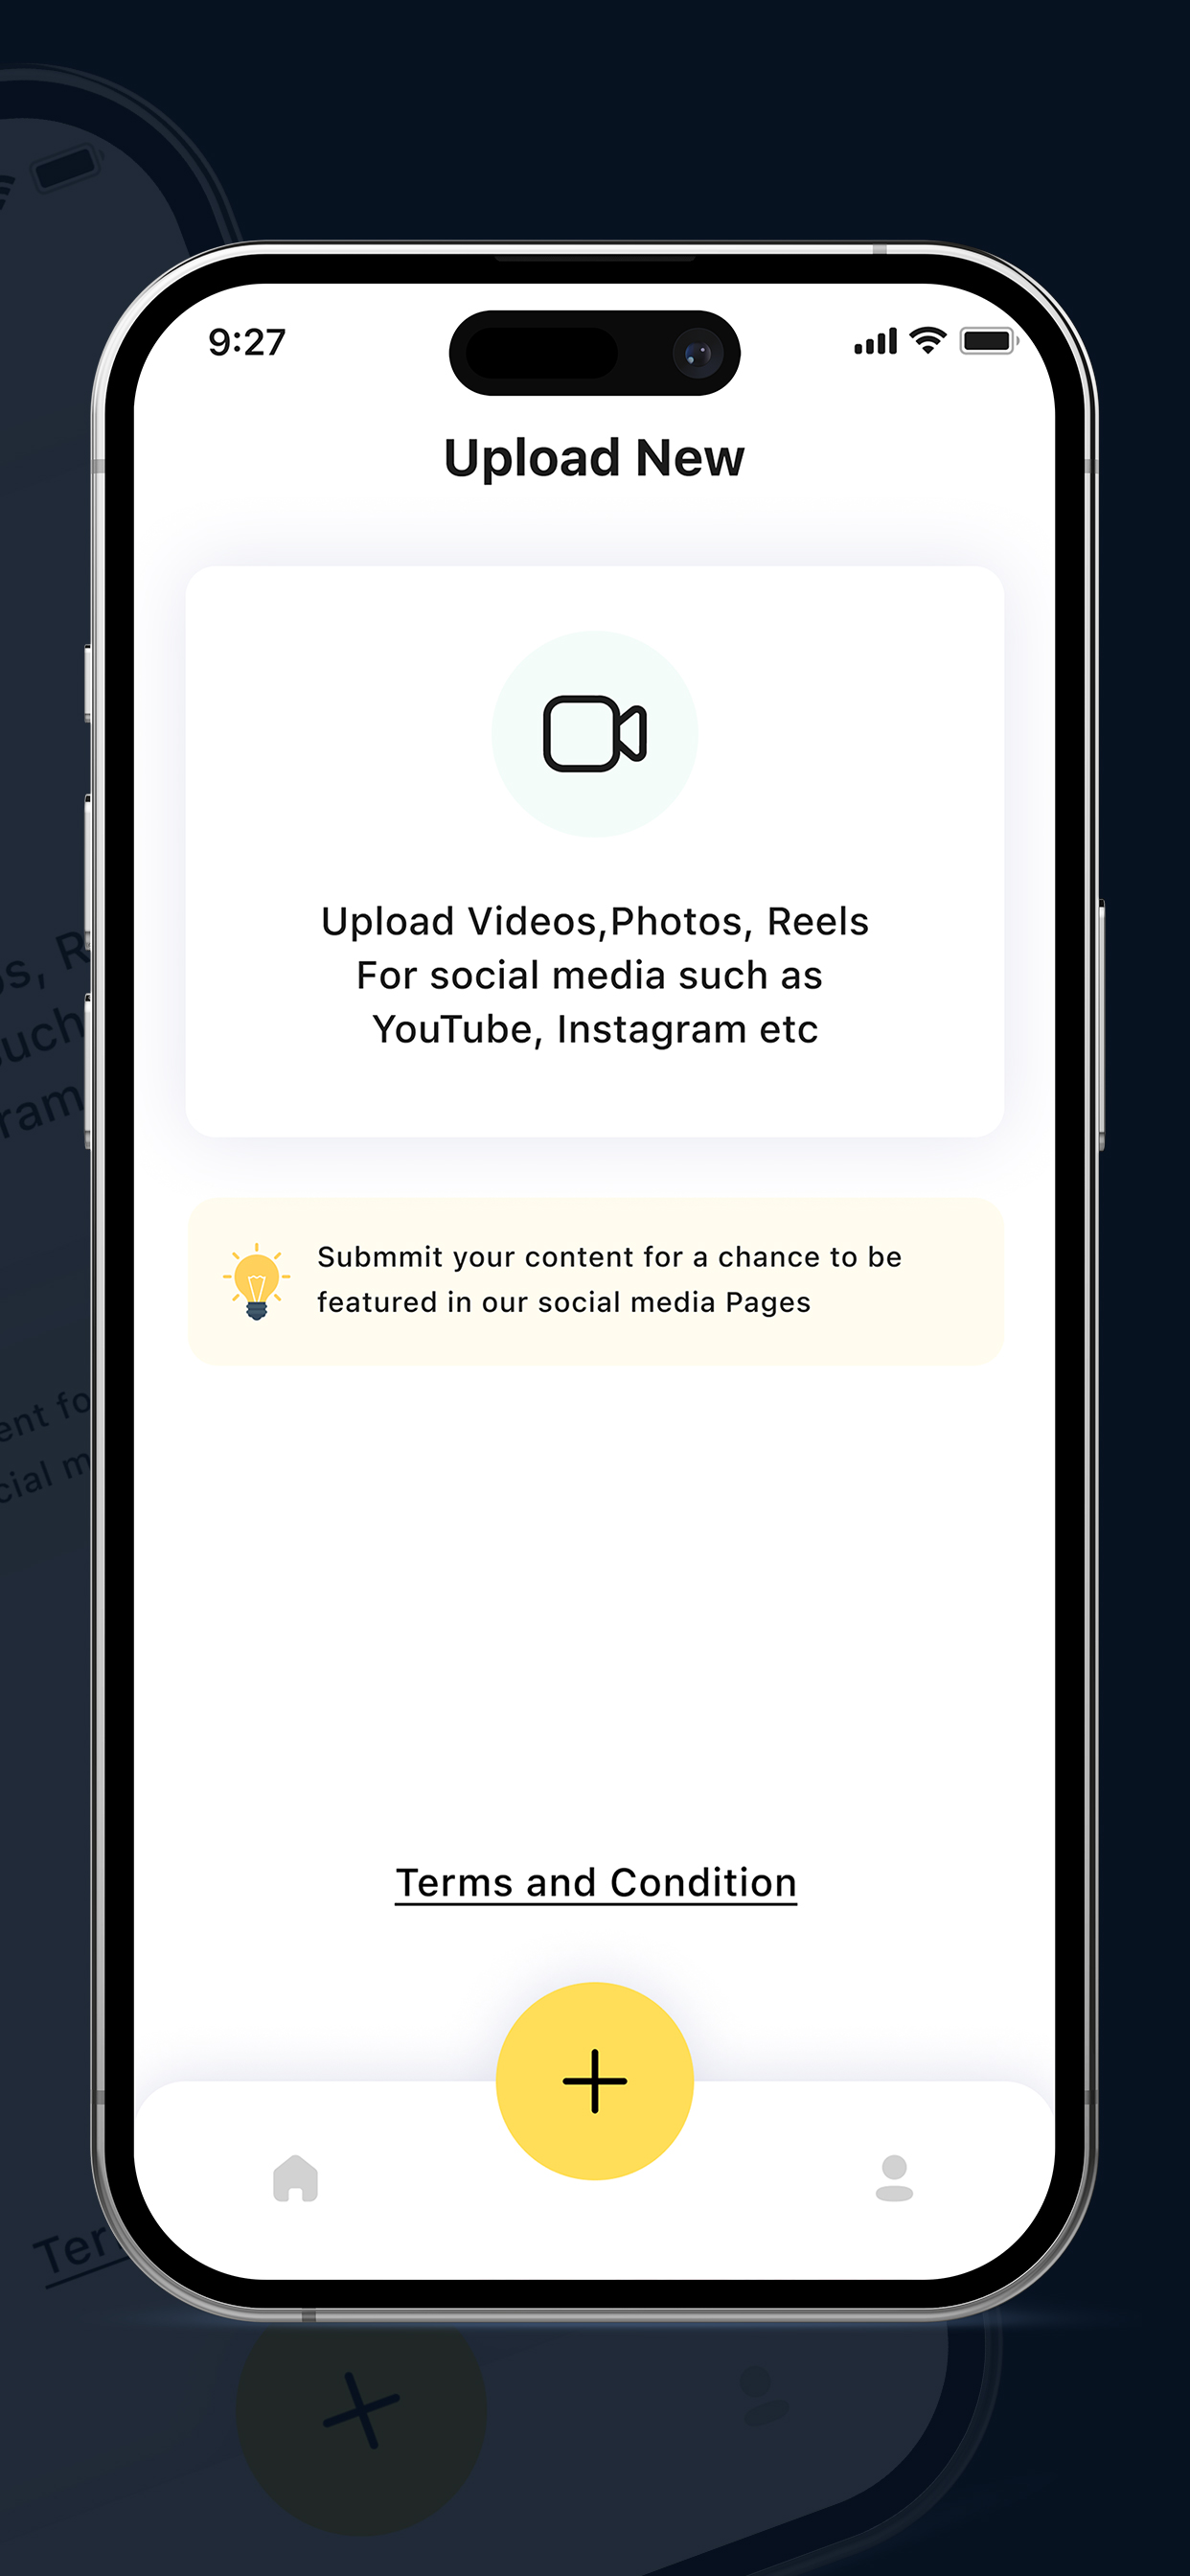 9:27
Upload New
Upload Videos,Photos, Reels
For social media such as
YouTube, Instagram etc
Submmit your content for a chance to be
featured in our social media Pages
Terms and Condition